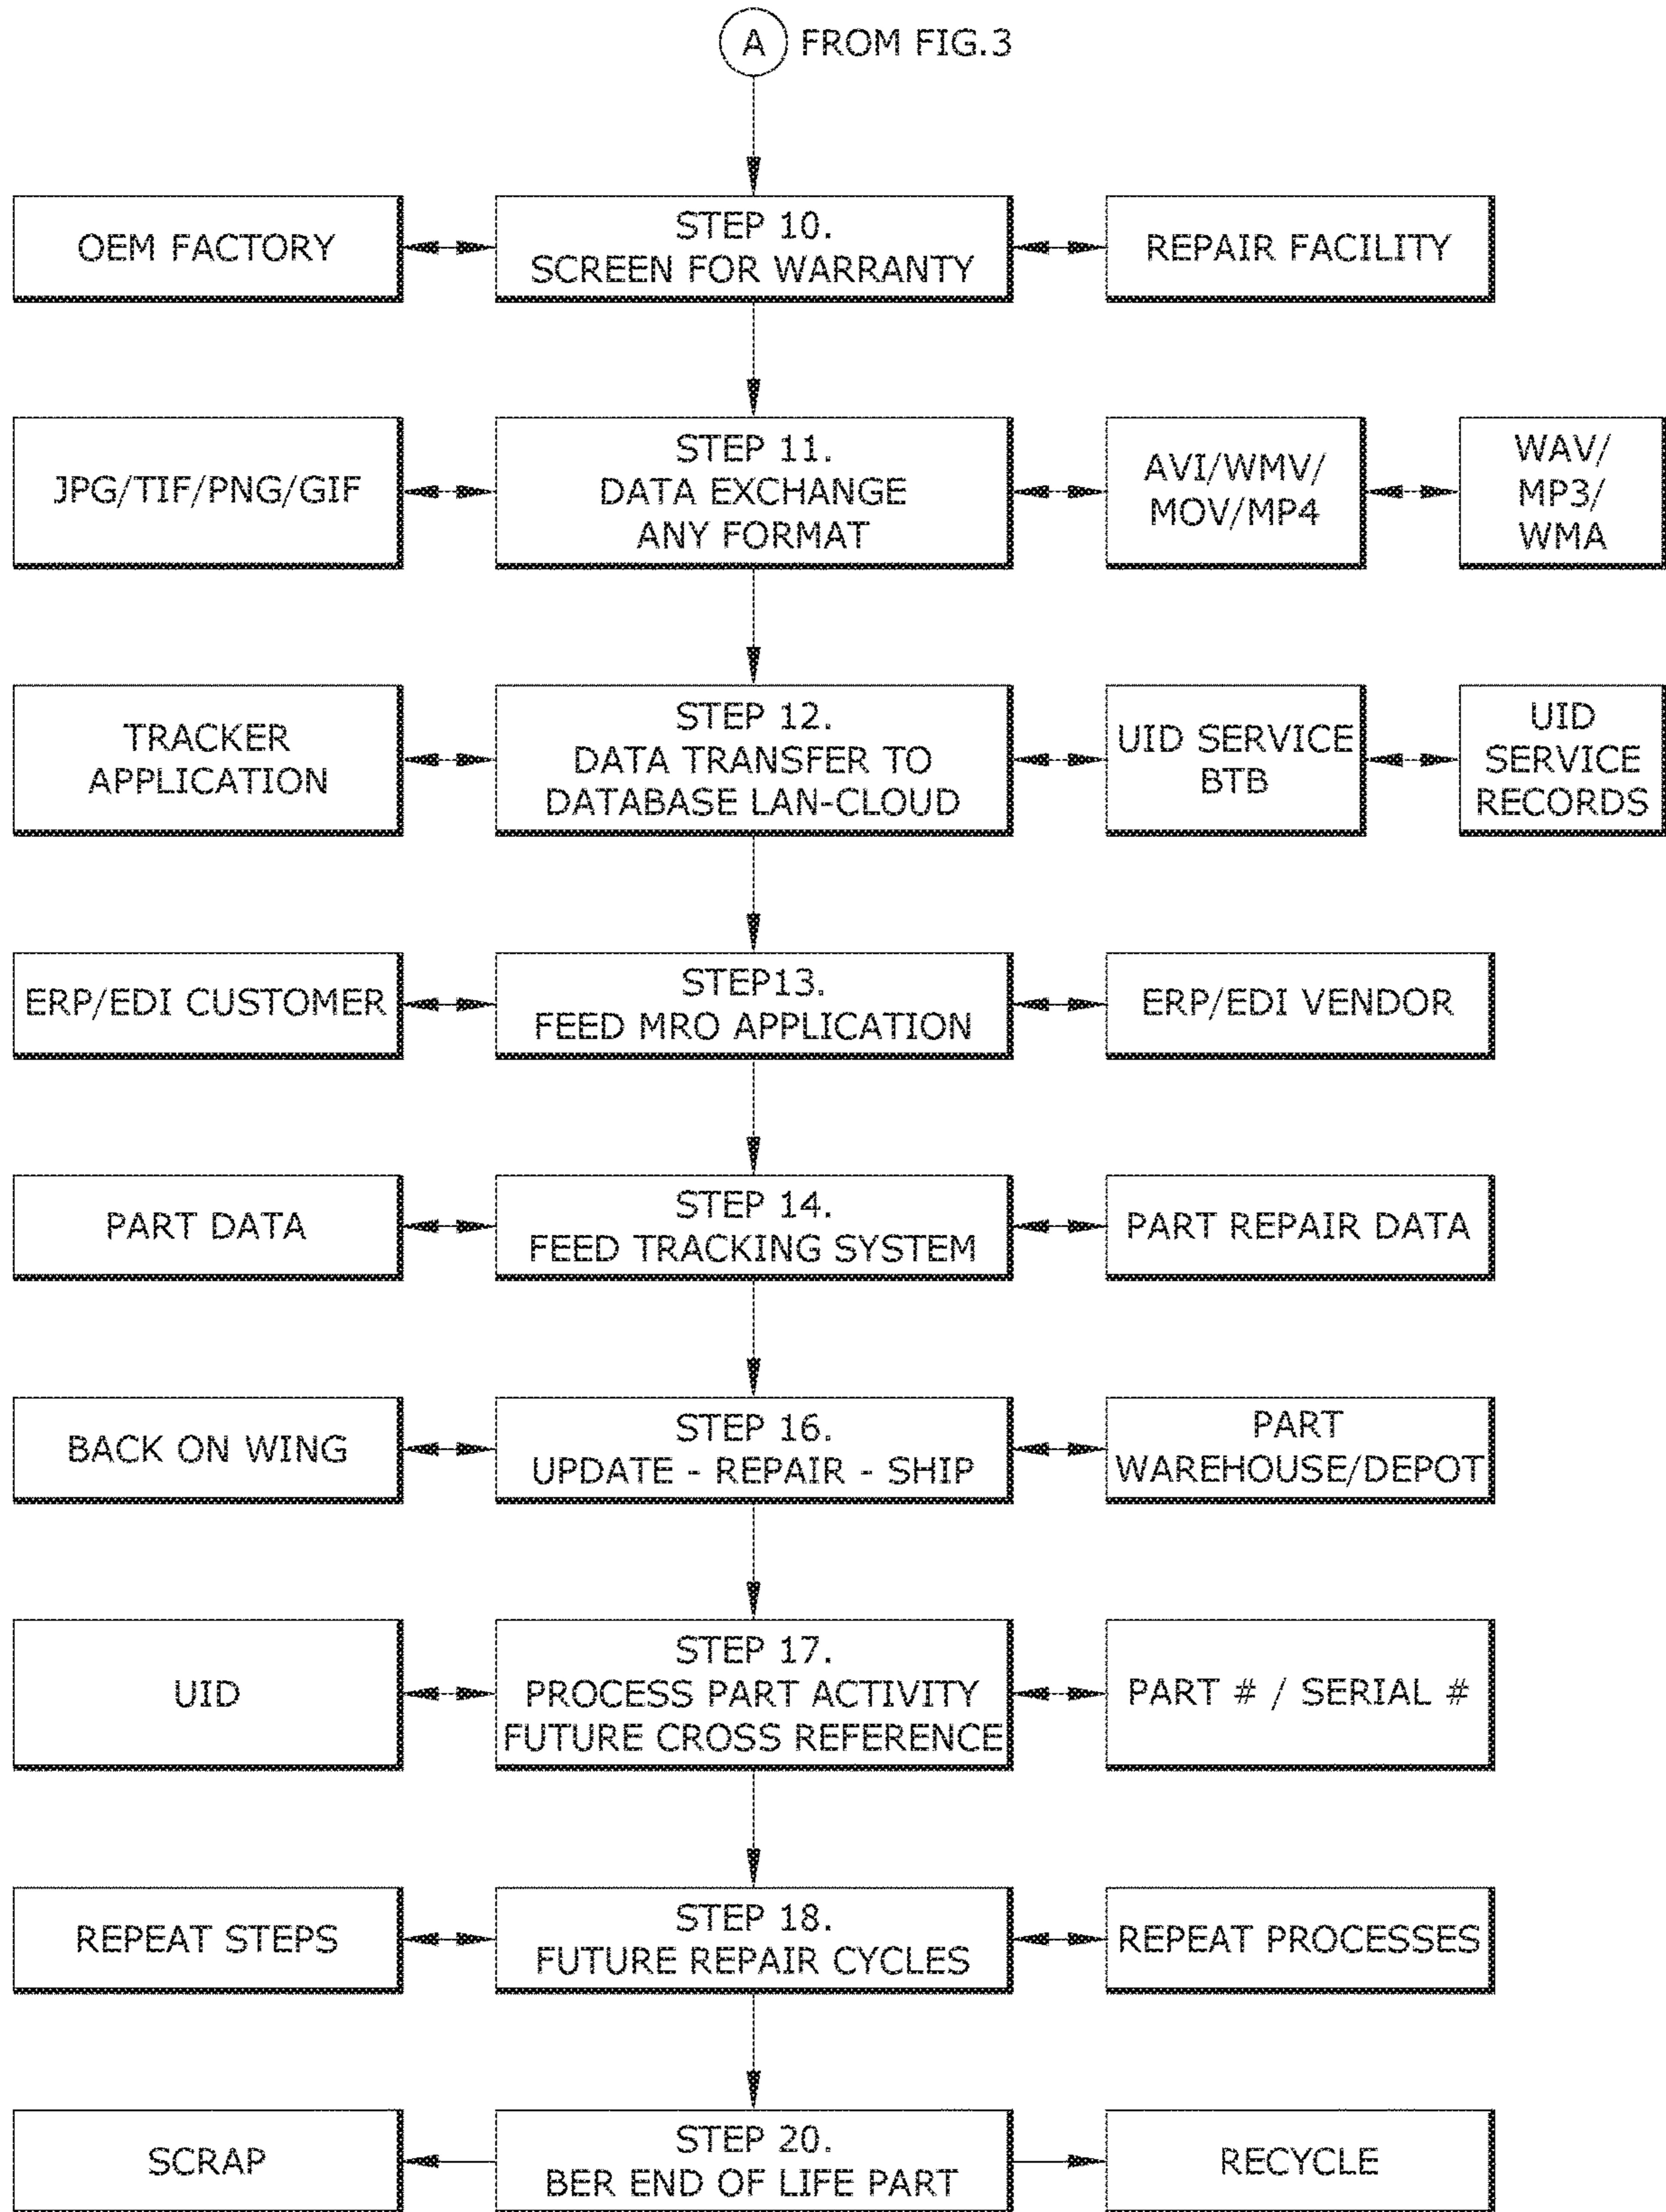 A FROM FIG.3
OEM FACTORY
STEP 10.
SCREEN FOR WARRANTY
REPAIR FACILITY
JPG/TIF/PNG/GIF
STEP 11.
DATA EXCHANGE
ANY FORMAT
AVI/WMV/
MOV/MP4
WAV/
MP3/
WMA
TRACKER
APPLICATION
STEP 12.
DATA TRANSFER TO
DATABASE LAN-CLOUD
UID SERVICE
BTB
UID
SERVICE
RECORDS
ERP/EDI CUSTOMER
STEP13.
FEED MRO APPLICATION
ERP/EDI VENDOR
PART DATA
STEP 14.
FEED TRACKING SYSTEM
PART REPAIR DATA
BACK ON WING
STEP 16.
UPDATE - REPAIR - SHIP
PART
WAREHOUSE/DEPOT
UID
STEP 17.
PROCESS PART ACTIVITY
FUTURE CROSS REFERENCE
PART # / SERIAL #
REPEAT STEPS
STEP 18.
FUTURE REPAIR CYCLES
REPEAT PROCESSES
SCRAP
STEP 20.
BER END OF LIFE PART
RECYCLE